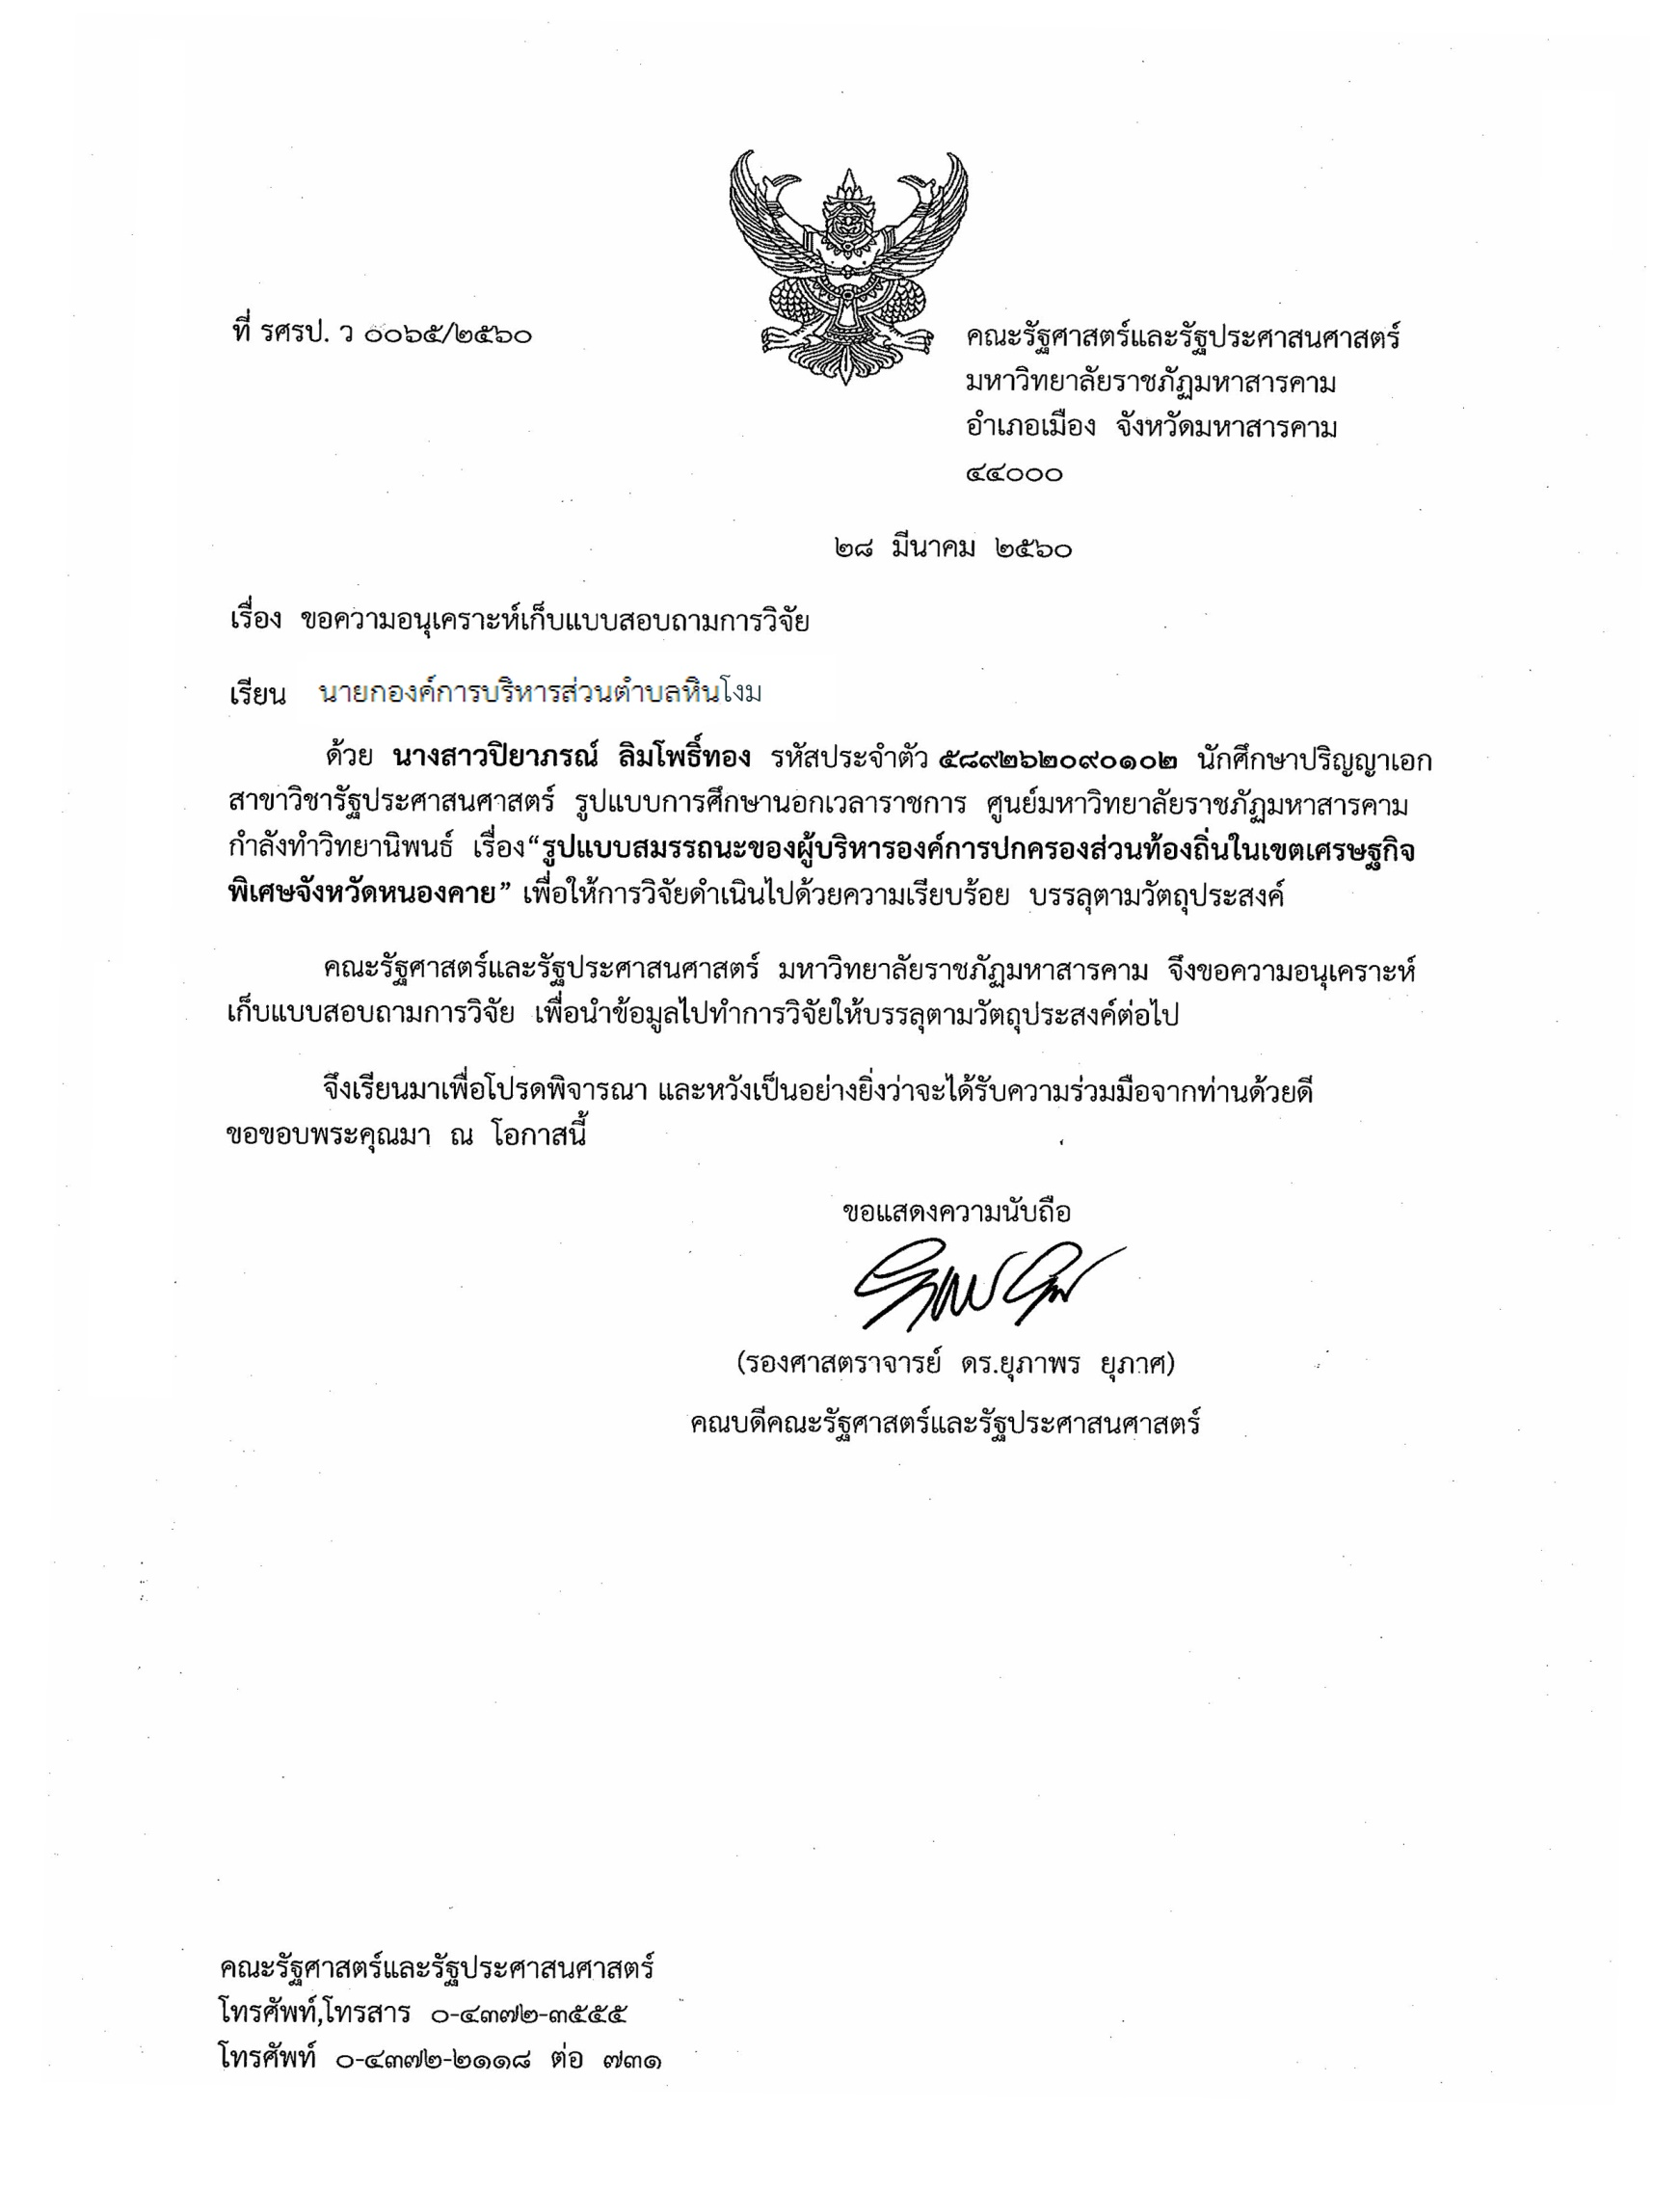 ที่ รศรป. ว ๐๐๖๕/๒๕๖๐
คณะรัฐศาสตร์และรัฐประศาสนศาสตร์
มหาวิทยาลัยราชภัฏมหาสารคาม
อำเภอเมือง จังหวัดมหาสารคาม
๔๔๐๐๐
๒๘ มีนาคม ๒๕๖๐
เรื่อง ขอความอนุเคราะห์เก็บแบบสอบถามการวิจัย
เรียน นายกองค์การบริหารส่วนตำบลหินโงม
ด้วย นางสาวปิยาภรณ์ ลิมโพธิ์ทอง รหัสประจำตัว ๕๘๙๒๖๒๐๙๐๑๐๒ นักศึกษาปริญญาเอก
สาขาวิชารัฐประศาสนศาสตร์ รูปแบบการศึกษานอกเวลาราชการ ศูนย์มหาวิทยาลัยราชภัฏมหาสารคาม
กำลังทำวิทยานิพนธ์ เรื่อง“รูปแบบสมรรถนะของผู้บริหารองค์การปกครองส่วนท้องถิ่นในเขตเศรษฐกิจ
พิเศษจังหวัดหนองคาย” เพื่อให้การวิจัยดำเนินไปด้วยความเรียบร้อย บรรลุตามวัตถุประสงค์
คณะรัฐศาสตร์และรัฐประศาสนศาสตร์ มหาวิทยาลัยราชภัฏมหาสารคาม จึงขอความอนุเคราะห์
เก็บแบบสอบถามการวิจัย เพื่อนำข้อมูลไปทำการวิจัยให้บรรลุตามวัตถุประสงค์ต่อไป
จึงเรียนมาเพื่อโปรดพิจารณา และหวังเป็นอย่างยิ่งว่าจะได้รับความร่วมมือจากท่านด้วยดี
ขอขอบพระคุณมา ณ โอกาสนี้
ขอแสดงความนับถือ
(รองศาสตราจารย์ ดร.ยุภาพร ยุภาศ)
คณบดีคณะรัฐศาสตร์และรัฐประศาสนศาสตร์
คณะรัฐศาสตร์และรัฐประศาสนศาสตร์
โทรศัพท์,โทรสาร ๐-๔๓๗๒-๓๕๕๕
โทรศัพท์ ๐-๔๓๗๒-๒๑๑๘ ต่อ ๗๓๑